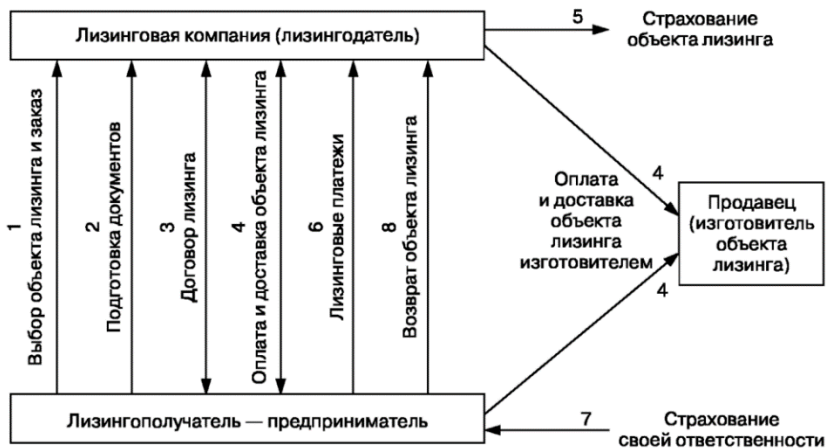 Лизинговая компания (лизингодатель)
5
Страхование
объекта лизинга
1
Выбор объекта лизинга и заказ
2
Подготовка документов
3
Договор лизинга
4
Оплата и доставка объекта лизинга
6
Лизинговые платежи
8
Возврат объекта лизинга
4
Оплата
и доставка
объекта
лизинга
изготовителем
4
Продавец
(изготовитель
объекта
лизинга)
Лизингополучатель — предприниматель
7
Страхование
своей ответственности